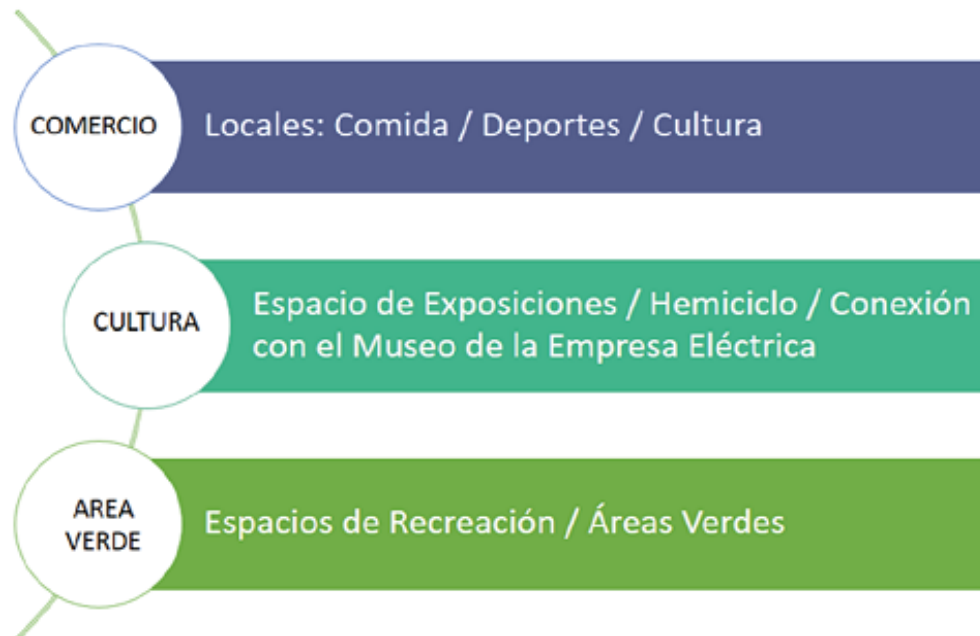 COMERCIO
Locales: Comida / Deportes / Cultura
CULTURA
Espacio de Exposiciones / Hemiciclo / Conexión
con el Museo de la Empresa Eléctrica
AREA
VERDE
Espacios de Recreación / Áreas Verdes